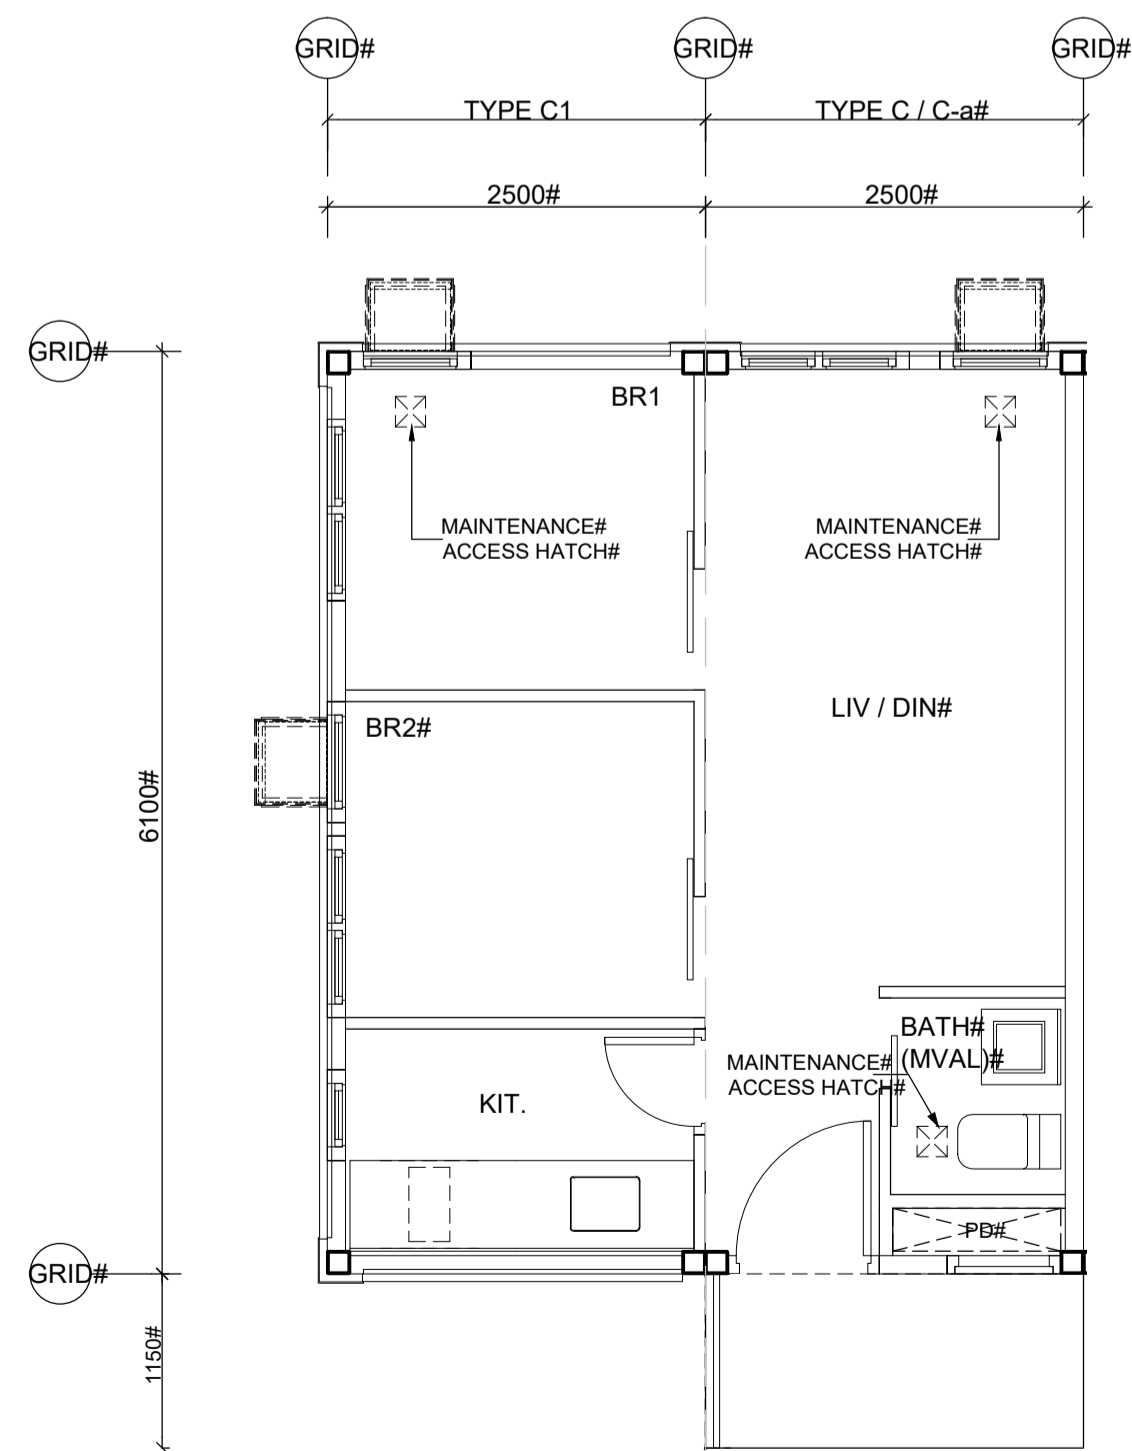 GRID# GRID# GRID#
TYPE C1 TYPE C / C-a#
2500# 2500#
GRID#
BR1
MAINTENANCE#
ACCESS HATCH#
MAINTENANCE#
ACCESS HATCH#
LIV / DIN#
BR2#
6100#
BATH#
(MVAL)#
MAINTENANCE#
ACCESS HATCH#
KIT.
PD#
GRID#
1150#